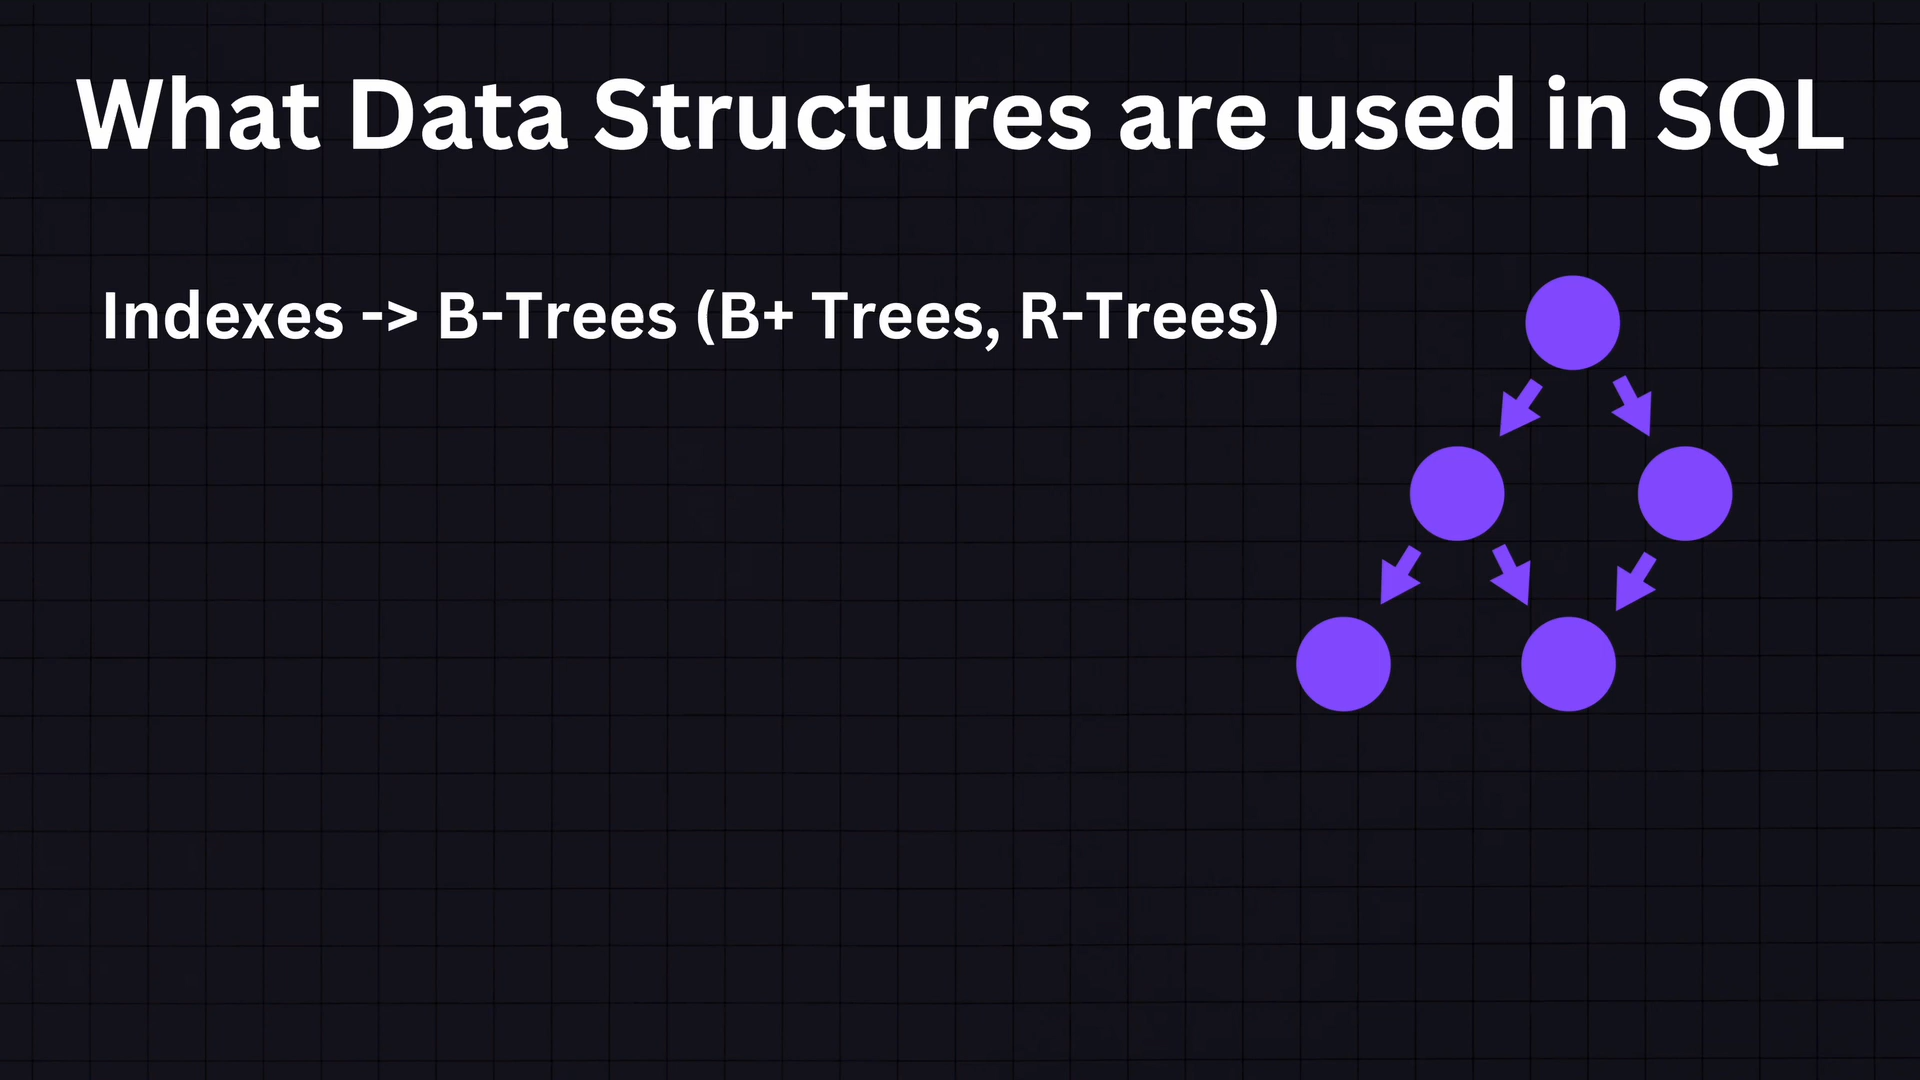 What Data Structures are used in SQL
Indexes -> B-Trees (B+ Trees, R-Trees)